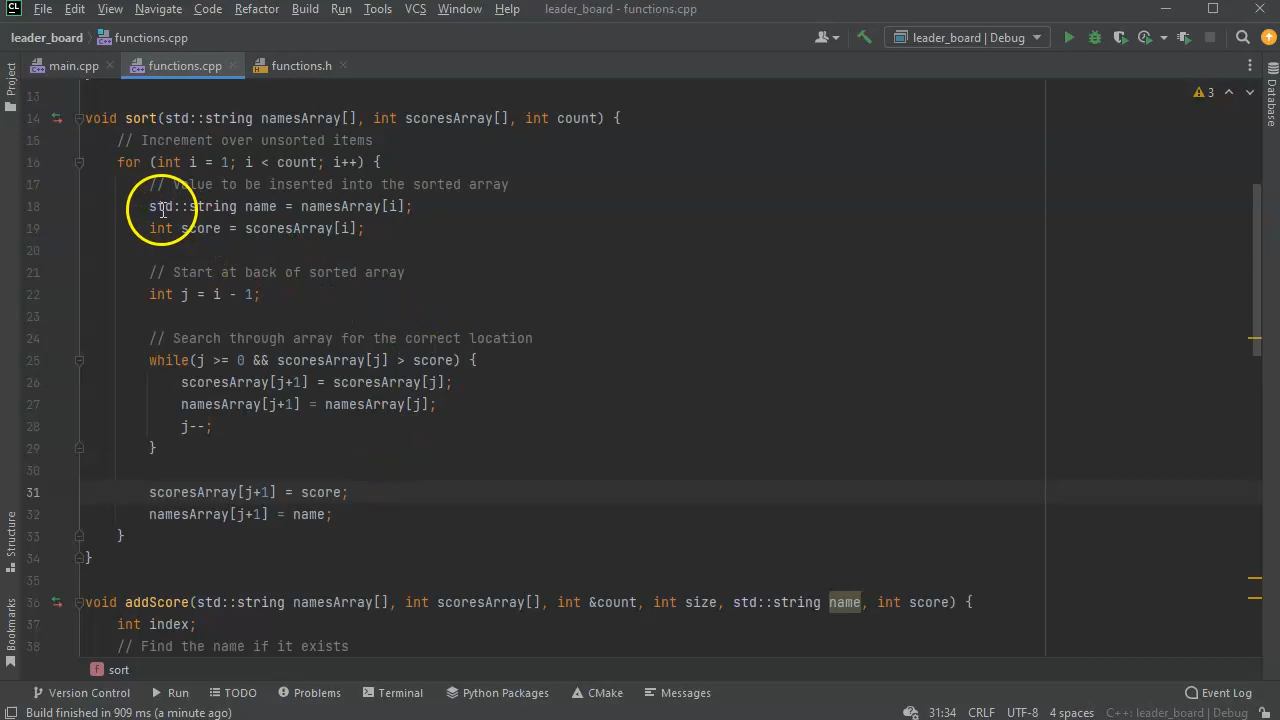 CL File Edit View Navigate Code Refactor Build Run Tools VCS Window Help leader_board - functions.cpp
leader_board functions.cpp leader_board | Debug
main.cpp functions.cpp functions.h
Project
Database
3
13
14 void sort(std::string namesArray[], int scoresArray[], int count) {
15 // Increment over unsorted items
16 for (int i = 1; i < count; i++) {
17 // Value to be inserted into the sorted array
18 std::string name = namesArray[i];
19 int score = scoresArray[i];
20
21 // Start at back of sorted array
22 int j = i - 1;
23
24 // Search through array for the correct location
25 while(j >= 0 && scoresArray[j] > score) {
26 scoresArray[j+1] = scoresArray[j];
27 namesArray[j+1] = namesArray[j];
28 j--;
29 }
30
31 scoresArray[j+1] = score;
32 namesArray[j+1] = name;
33 }
34 }
35
36 void addScore(std::string namesArray[], int scoresArray[], int &count, int size, std::string name, int score) {
37 int index;
38 // Find the name if it exists
Structure
Bookmarks
f sort
Version Control Run TODO Problems Terminal Python Packages CMake Messages Event Log
Build finished in 909 ms (a minute ago) 31:34 CRLF UTF-8 4 spaces C++: leader_board | Debug